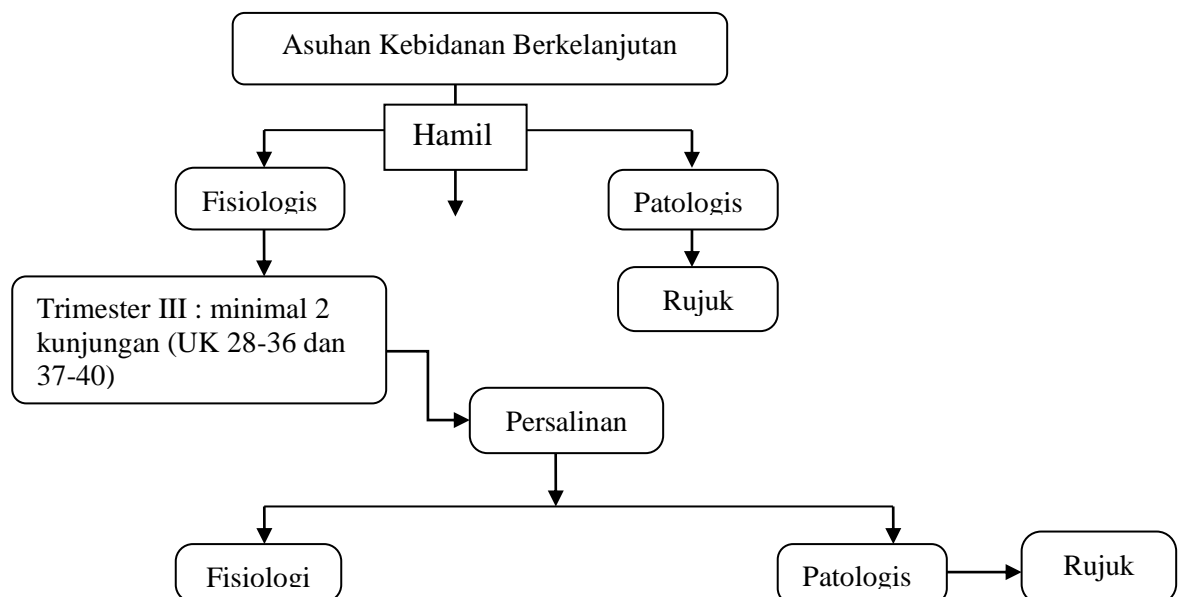 Asuhan Kebidanan Berkelanjutan
Hamil
Fisiologis
Patologis
Rujuk
Trimester III : minimal 2
kunjungan (UK 28-36 dan
37-40)
Persalinan
Fisiologi
Patologis
Rujuk